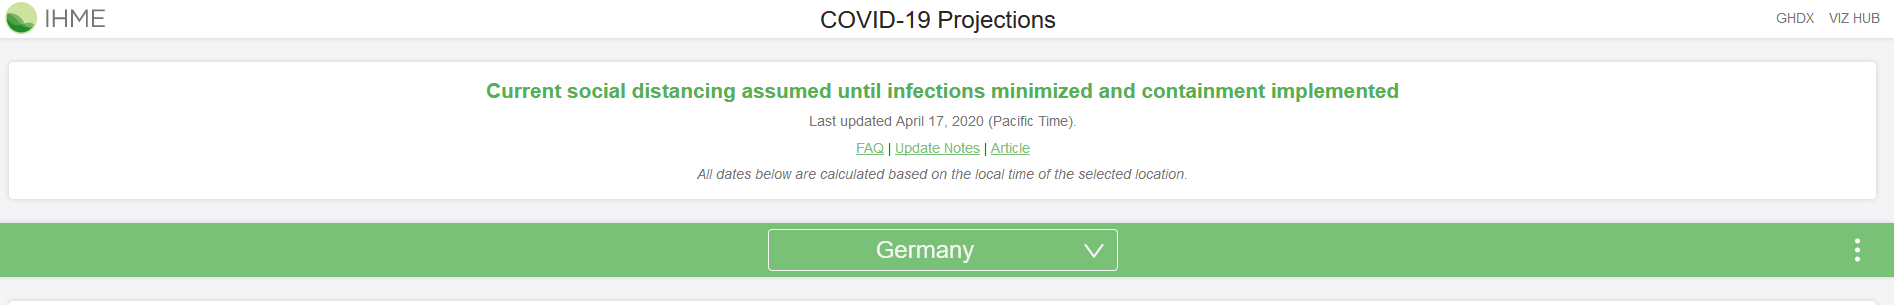 IHME
COVID-19 Projections
GHDX VIZ HUB
Current social distancing assumed until infections minimized and containment implemented
Last updated April 17, 2020 (Pacific Time).
FAQ | Update Notes | Article
All dates below are calculated based on the local time of the selected location.
Germany